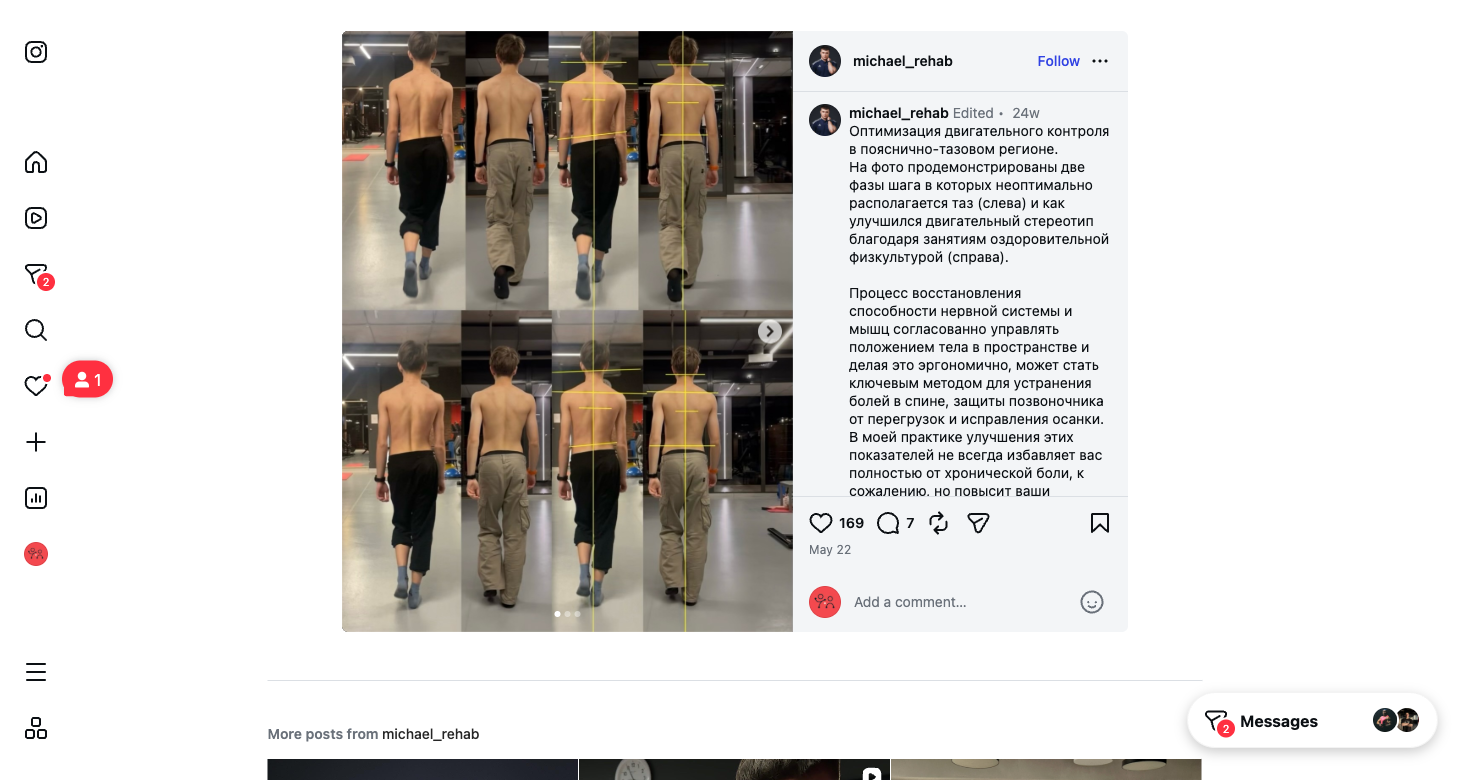 michael_rehab
Follow
michael_rehab Edited • 24w
Оптимизация двигательного контроля
в пояснично-тазовом регионе.
На фото продемонстрированы две
фазы шага в которых неоптимально
располагается таз (слева) и как
улучшился двигательный стереотип
благодаря занятиям оздоровительной
физкультурой (справа).
Процесс восстановления
способности нервной системы и
мышц согласованно управлять
положением тела в пространстве и
делая это эргономично, может стать
ключевым методом для устранения
болей в спине, защиты позвоночника
от перегрузок и исправления осанки.
В моей практике улучшения этих
показателей не всегда избавляет вас
полностью от хронической боли, к
сожалению, но повысит ваши
2
1
169
7
May 22
Add a comment...
2
Messages
More posts from michael_rehab